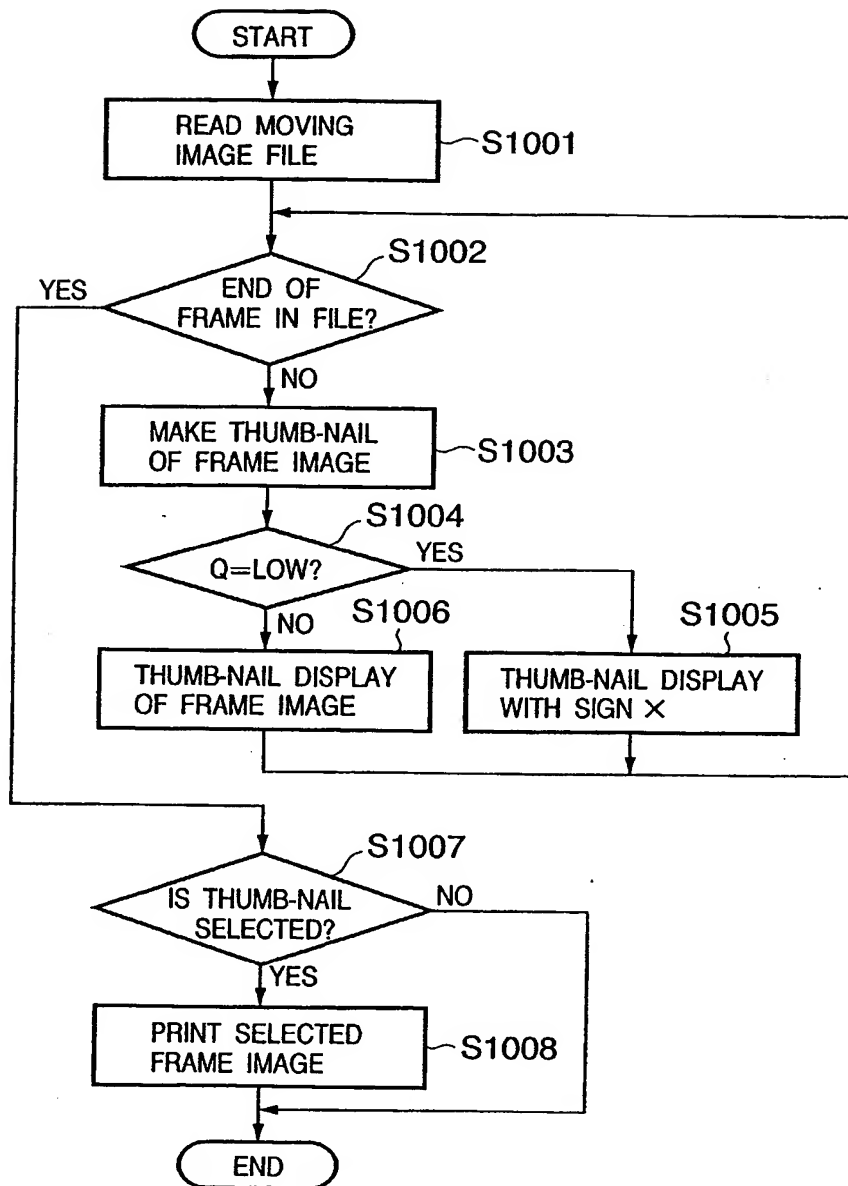 START
READ MOVING
IMAGE FILE
S1001
S1002
YES
END OF
FRAME IN FILE?
NO
MAKE THUMB-NAIL
OF FRAME IMAGE
S1003
S1004
Q=LOW?
YES
NO
S1006
S1005
THUMB-NAIL DISPLAY
OF FRAME IMAGE
THUMB-NAIL DISPLAY
WITH SIGN ×
S1007
IS THUMB-NAIL
SELECTED?
NO
YES
PRINT SELECTED
FRAME IMAGE
S1008
END